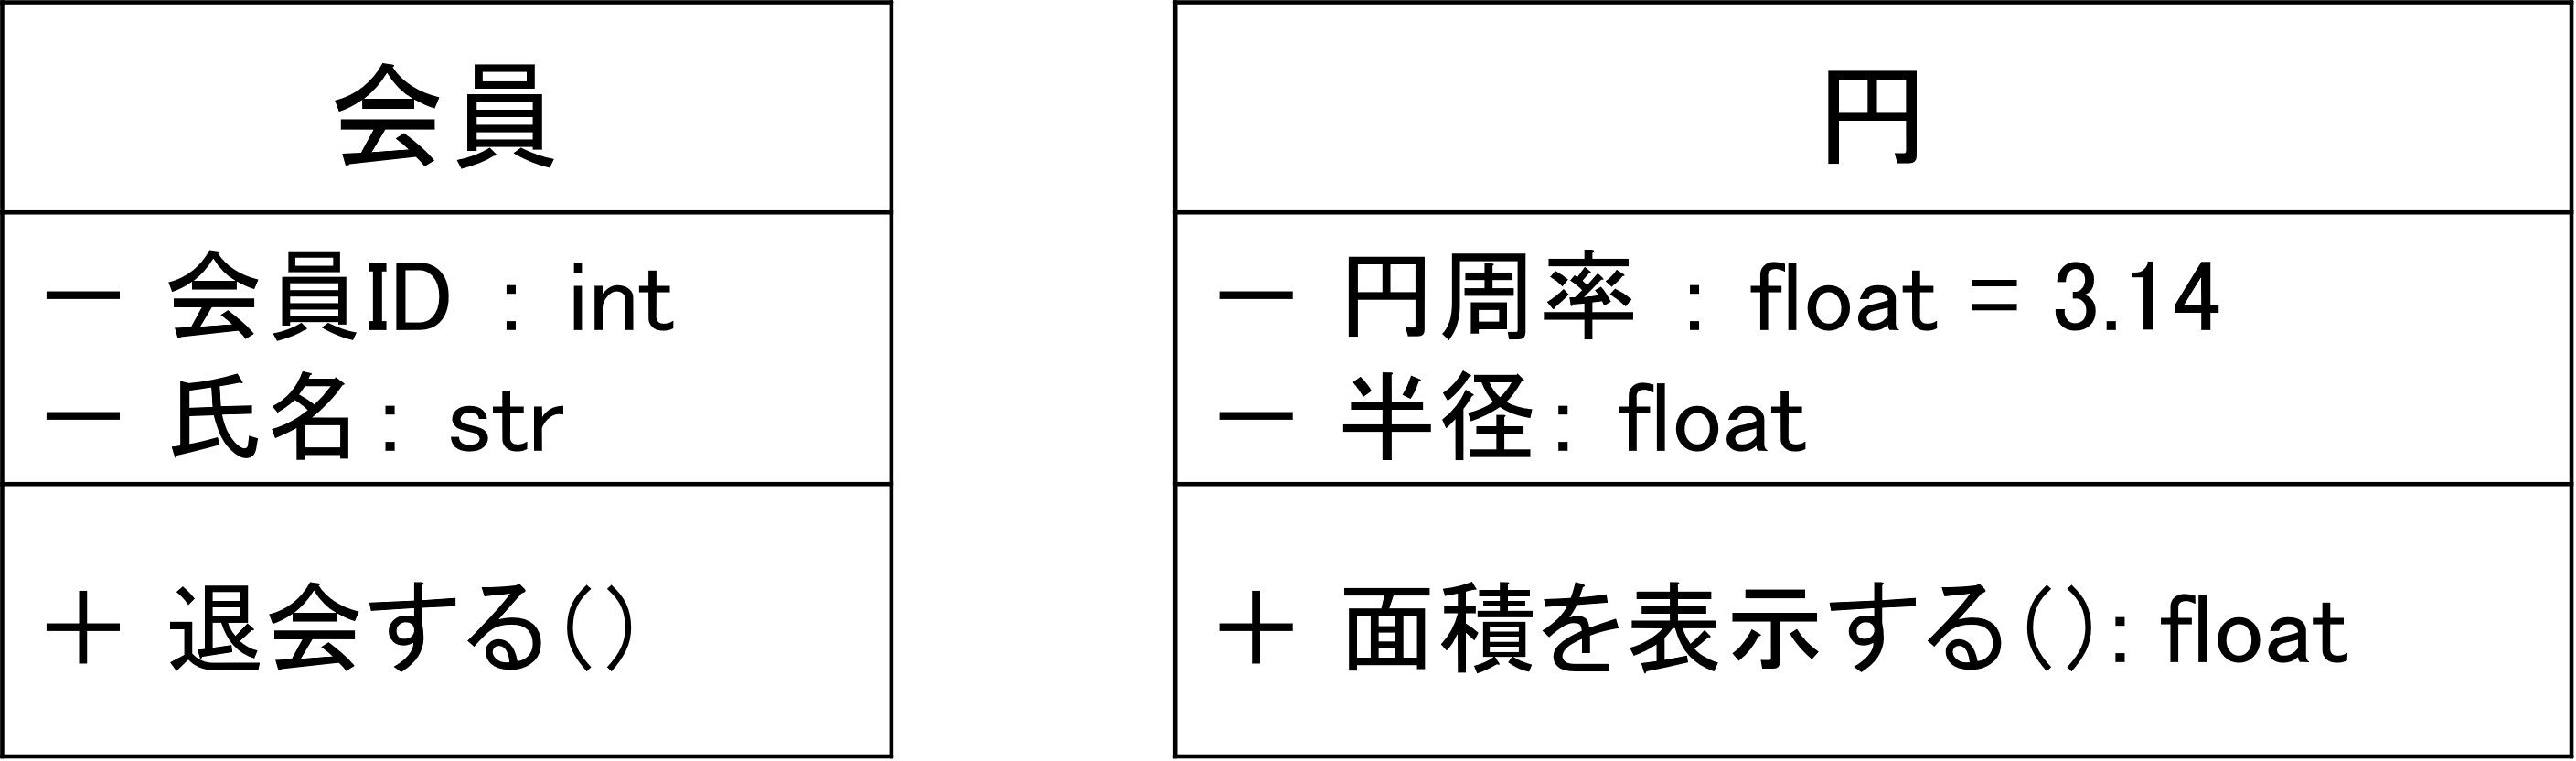 会員
－ 会員ID : int
－ 氏名: str
＋ 退会する()
円
－ 円周率 : float = 3.14
－ 半径: float
＋ 面積を表示する(): float